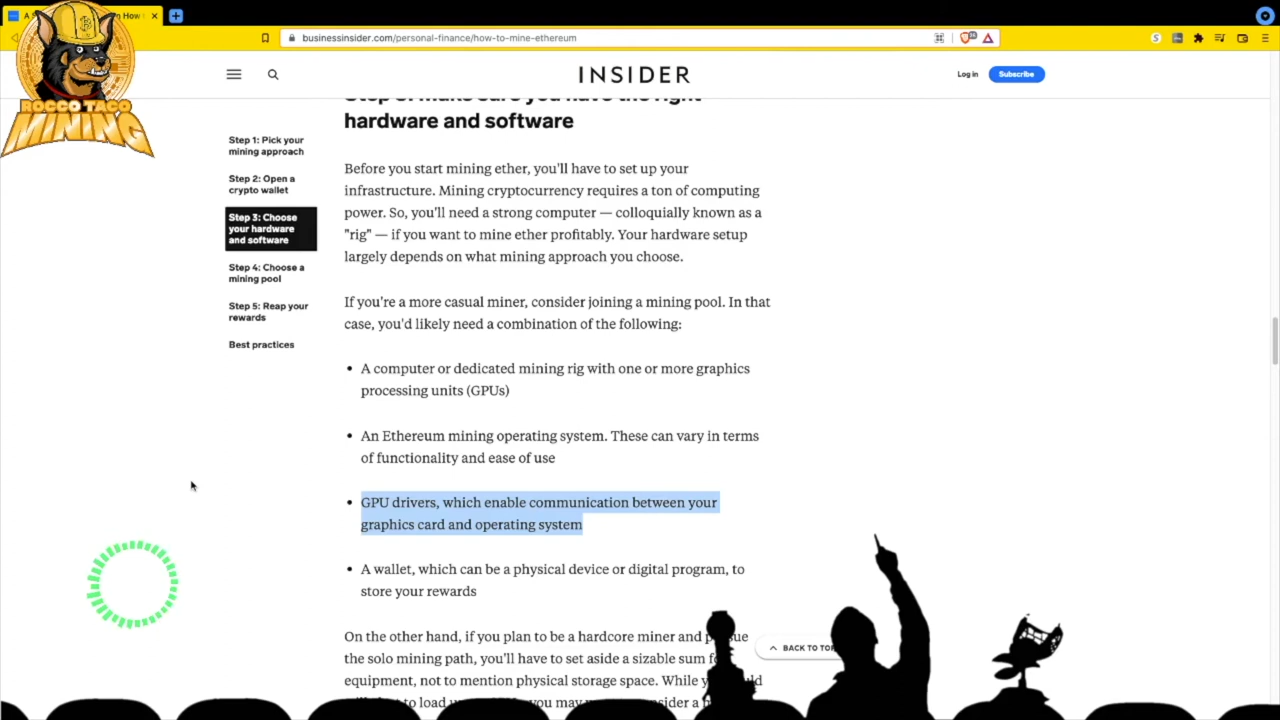 businessinsider.com/personal-finance/how-to-mine-ethereum
INSIDER
Log in
Subscribe
ROCCO TACO
MINING
Step 1: Pick your
mining approach
Step 2: Open a
crypto wallet
Step 3: Choose
your hardware
and software
Step 4: Choose a
mining pool
Step 5: Reap your
rewards
Best practices
Step 3: Make sure you have the right
hardware and software
Before you start mining ether, you'll have to set up your
infrastructure. Mining cryptocurrency requires a ton of computing
power. So, you'll need a strong computer — colloquially known as a
"rig" — if you want to mine ether profitably. Your hardware setup
largely depends on what mining approach you choose.
If you're a more casual miner, consider joining a mining pool. In that
case, you'd likely need a combination of the following:
• A computer or dedicated mining rig with one or more graphics
processing units (GPUs)
• An Ethereum mining operating system. These can vary in terms
of functionality and ease of use
• GPU drivers, which enable communication between your
graphics card and operating system
• A wallet, which can be a physical device or digital program, to
store your rewards
On the other hand, if you plan to be a hardcore miner and
the solo mining path, you'll have to set aside a sizable sum
equipment, not to mention physical storage space. While
BACK TO TOP